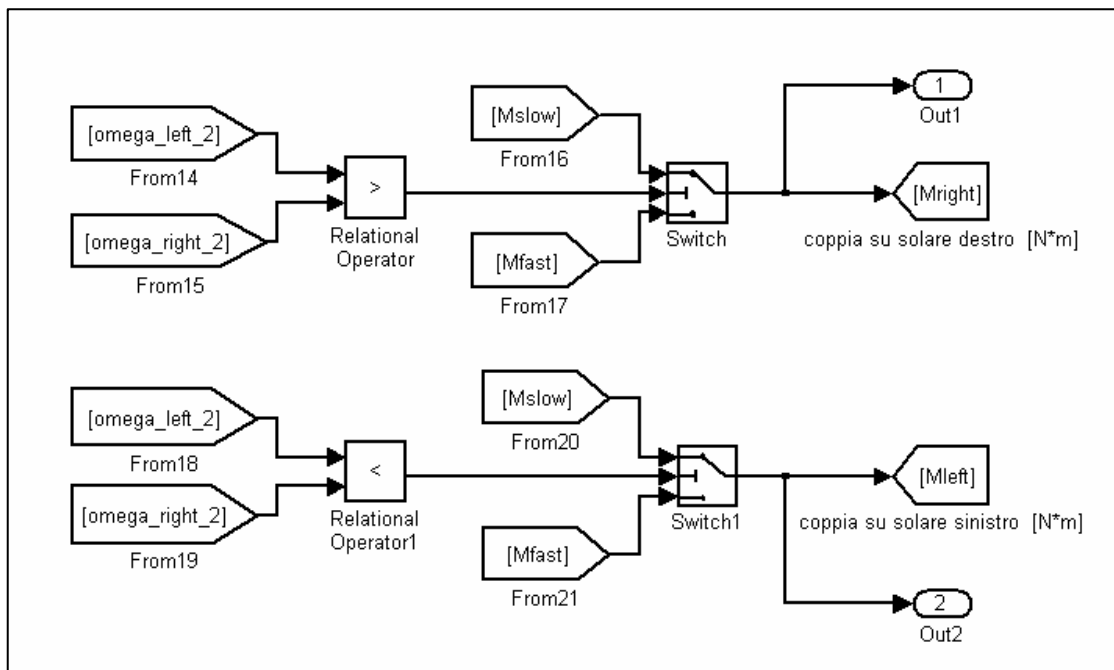 1
Out1
[omega_left_2]
From14
[Mslow]
From16
>
Relational
Operator
Switch
[Mright]
coppia su solare destro [N*m]
[omega_right_2]
From15
[Mfast]
From17
[omega_left_2]
From18
[Mslow]
From20
<
Relational
Operator1
Switch1
[Mleft]
coppia su solare sinistro [N*m]
[omega_right_2]
From19
[Mfast]
From21
2
Out2